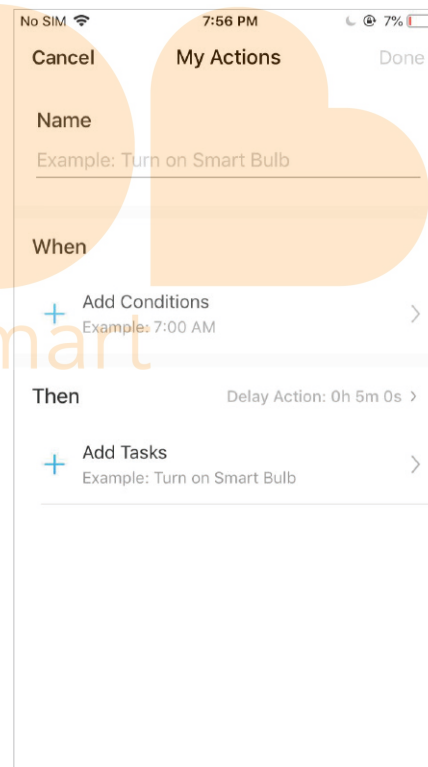 No SIM 7:56 PM 7%
Cancel My Actions Done
Name
Example: Turn on Smart Bulb
When
Add Conditions
Example: 7:00 AM
mart
Then Delay Action: 0h 5m 0s >
Add Tasks
Example: Turn on Smart Bulb